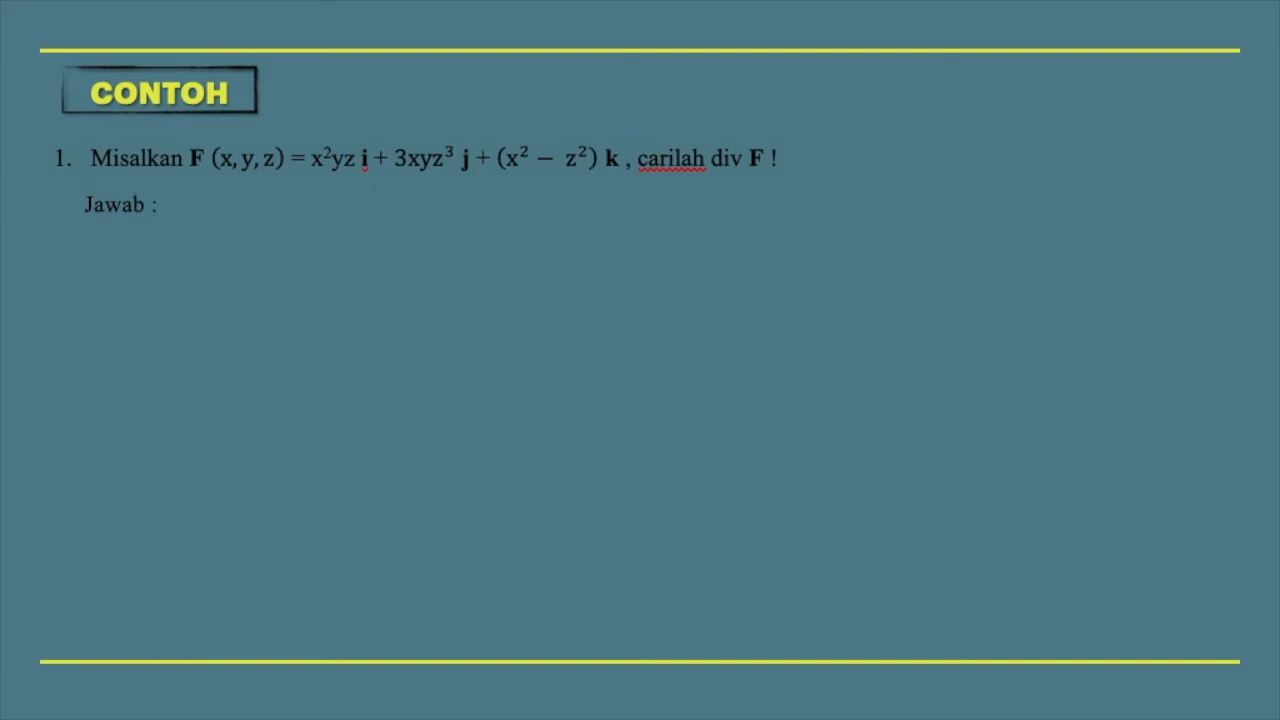 CONTOH
1. Misalkan F (x, y, z) = x²yz i + 3xyz³ j + (x² − z²) k , carilah div F !
Jawab :